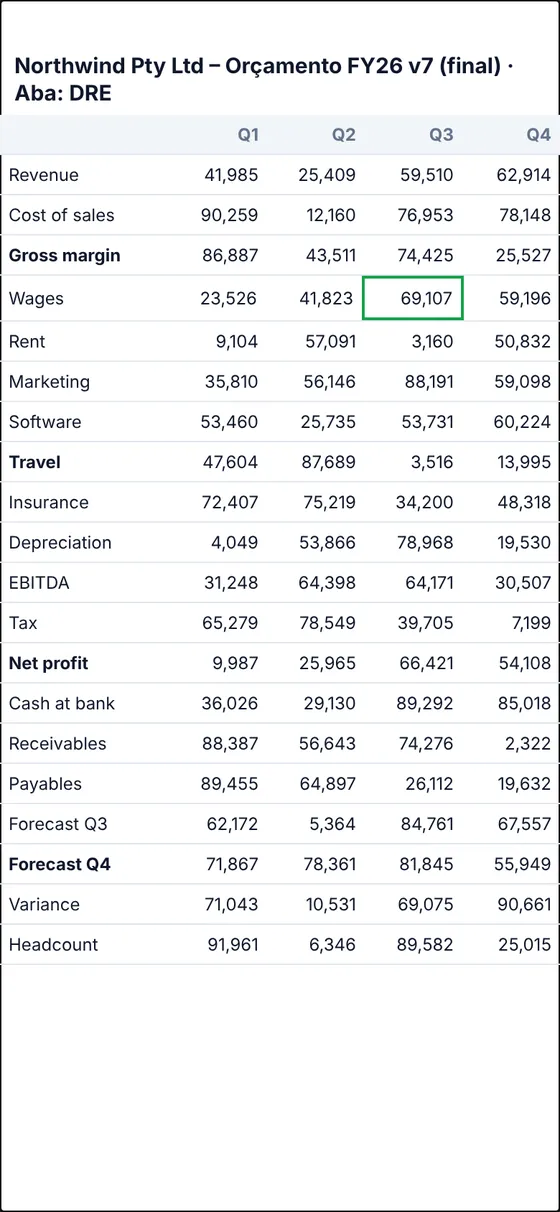 Northwind Pty Ltd – Orçamento FY26 v7 (final) ·
Aba: DRE
Q1 Q2 Q3 Q4
Revenue 41,985 25,409 59,510 62,914
Cost of sales 90,259 12,160 76,953 78,148
Gross margin 86,887 43,511 74,425 25,527
Wages 23,526 41,823 69,107 59,196
Rent 9,104 57,091 3,160 50,832
Marketing 35,810 56,146 88,191 59,098
Software 53,460 25,735 53,731 60,224
Travel 47,604 87,689 3,516 13,995
Insurance 72,407 75,219 34,200 48,318
Depreciation 4,049 53,866 78,968 19,530
EBITDA 31,248 64,398 64,171 30,507
Tax 65,279 78,549 39,705 7,199
Net profit 9,987 25,965 66,421 54,108
Cash at bank 36,026 29,130 89,292 85,018
Receivables 88,387 56,643 74,276 2,322
Payables 89,455 64,897 26,112 19,632
Forecast Q3 62,172 5,364 84,761 67,557
Forecast Q4 71,867 78,361 81,845 55,949
Variance 71,043 10,531 69,075 90,661
Headcount 91,961 6,346 89,582 25,015